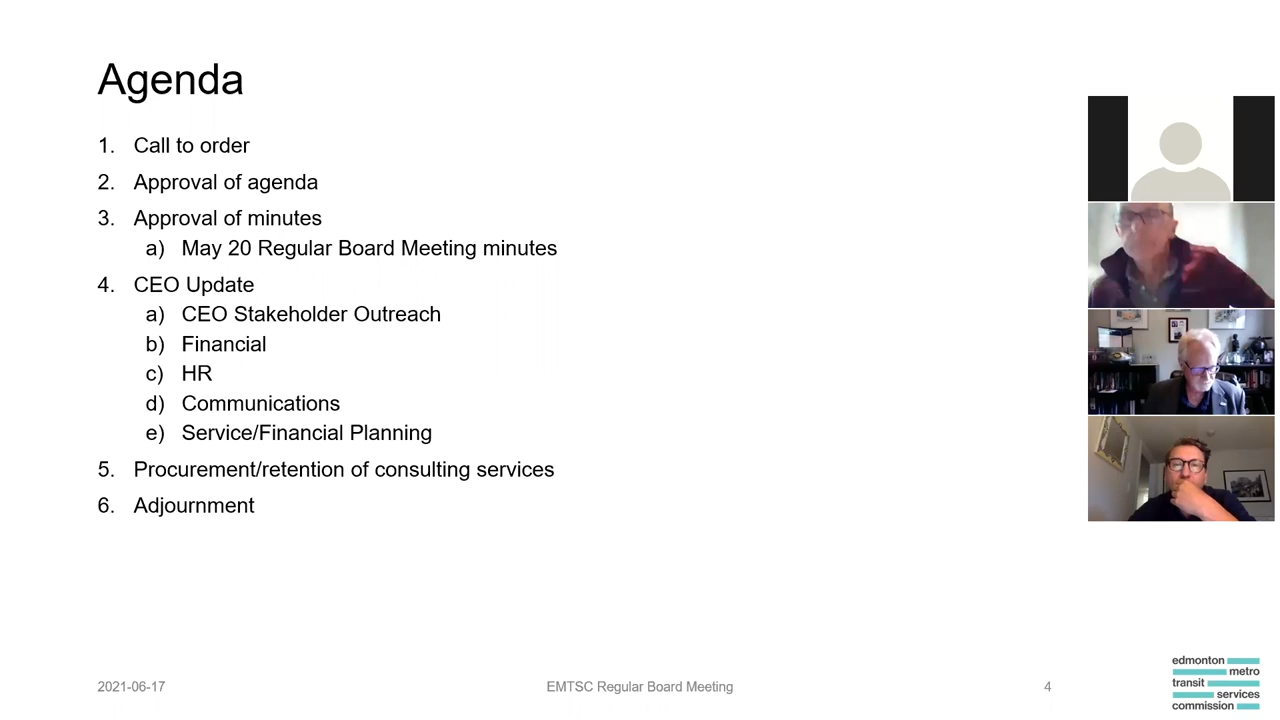 Agenda
1. Call to order
2. Approval of agenda
3. Approval of minutes
a) May 20 Regular Board Meeting minutes
4. CEO Update
a) CEO Stakeholder Outreach
b) Financial
c) HR
d) Communications
e) Service/Financial Planning
5. Procurement/retention of consulting services
6. Adjournment
2021-06-17
EMTSC Regular Board Meeting
4
edmonton
metro
transit
services
commission